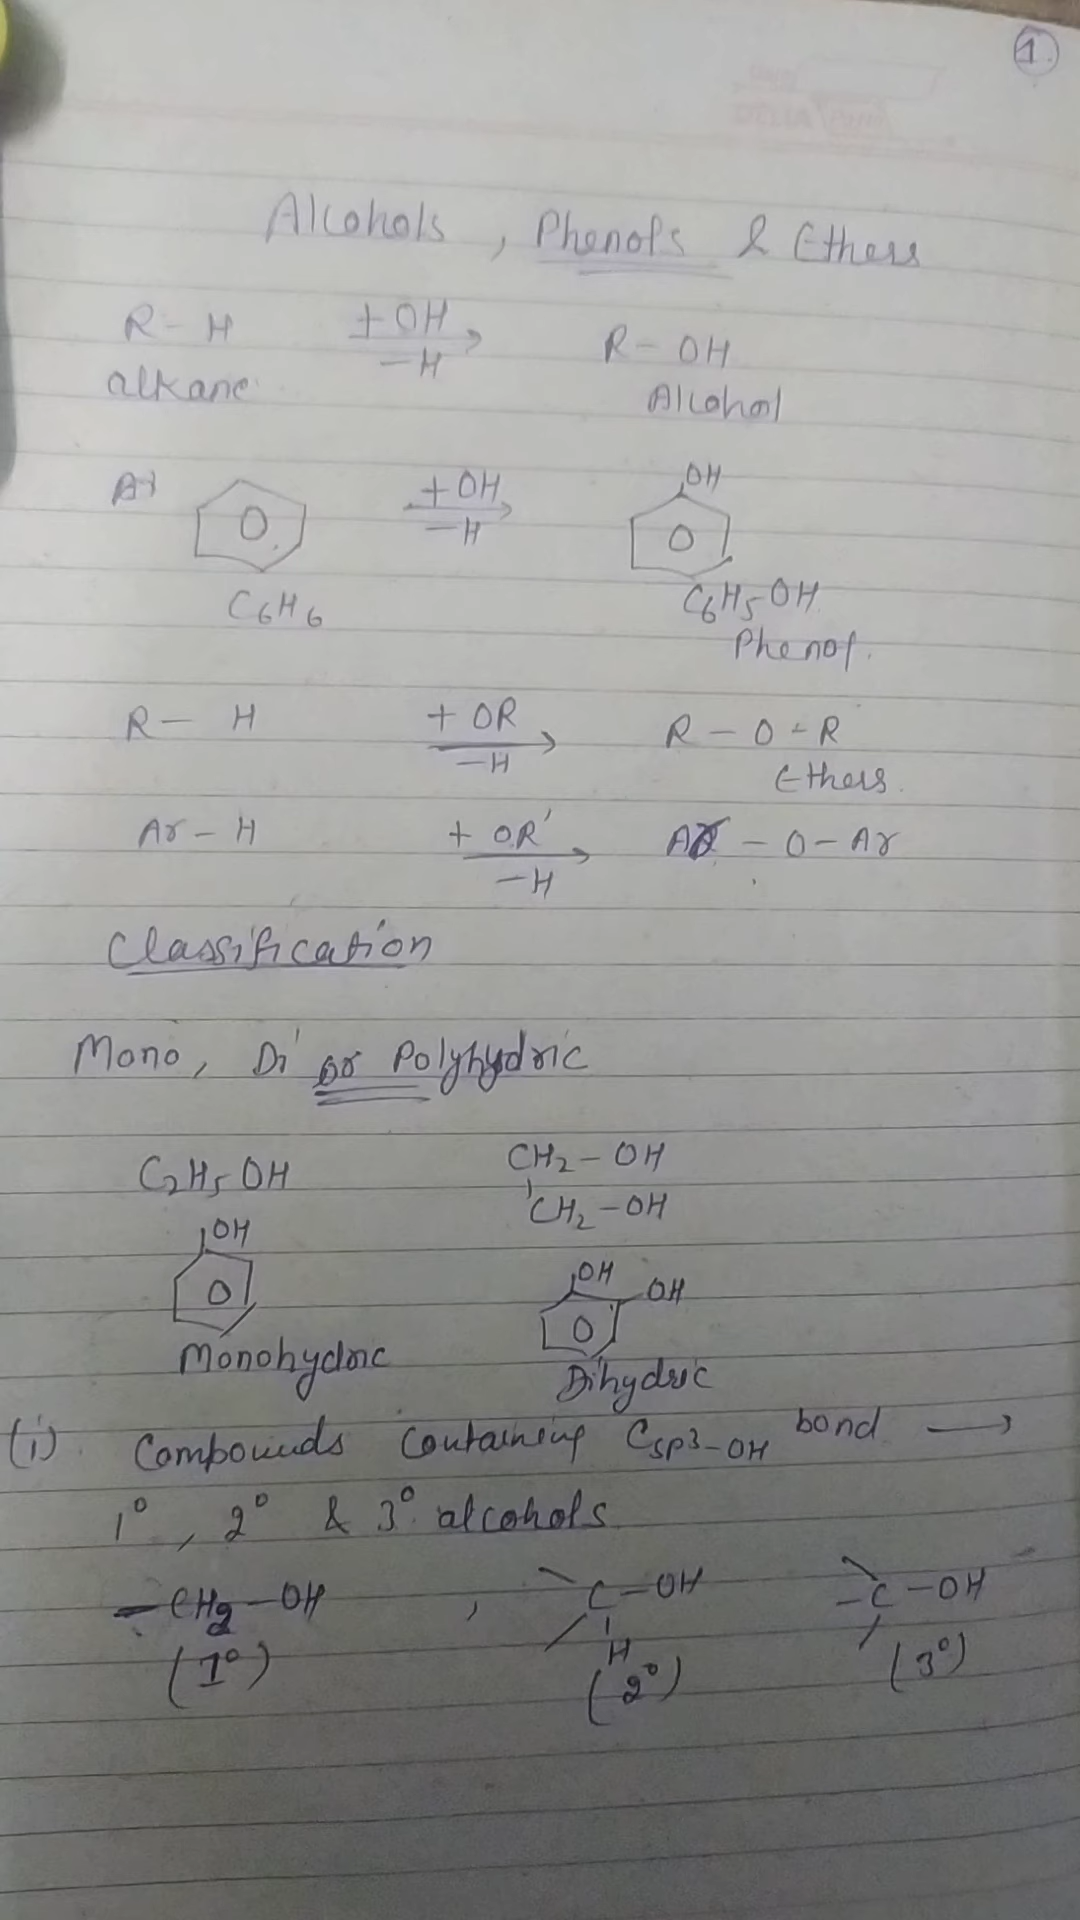 1.
Alcohols, Phenols & Ethers
R - H +OH R - OH
-H
alkane Alcohol
Ar +OH OH
-H
C6H6 C6H5OH
Phenol.
R - H + OR R - O - R
-H Ethers.
Ar - H + OR' Ar - O - Ar
-H
Classification
Mono, Di or Polyhydric
C2H5OH CH2 - OH
CH2 - OH
OH OH OH
Monohydric Dihydric
(i). Compounds containing Csp3-OH bond →
1°, 2° & 3° alcohols
- CH2 - OH , C - OH - C - OH
H
(1°) (2°) (3°)